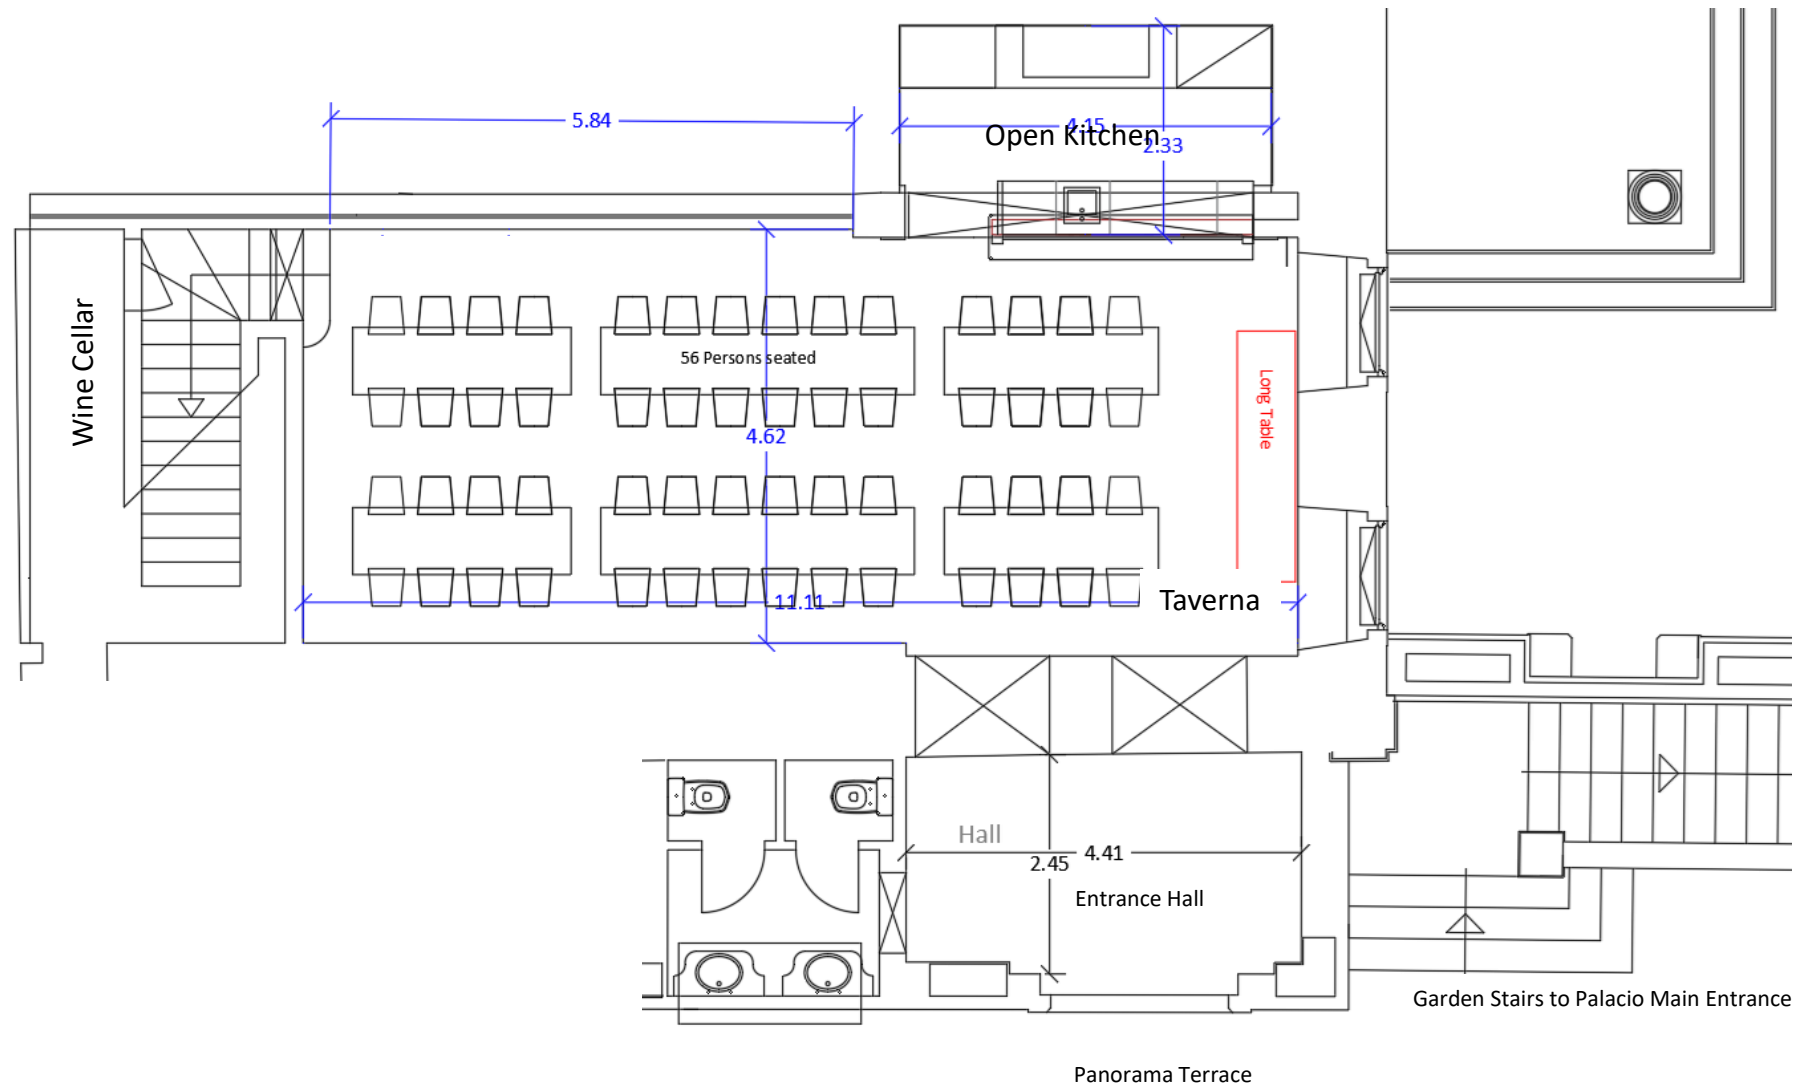 5.84
4.15
Open Kitchen
2.33
Wine Cellar
56 Persons seated
Long Table
4.62
11.11
Taverna
Hall
2.45
4.41
Entrance Hall
Garden Stairs to Palacio Main Entrance
Panorama Terrace